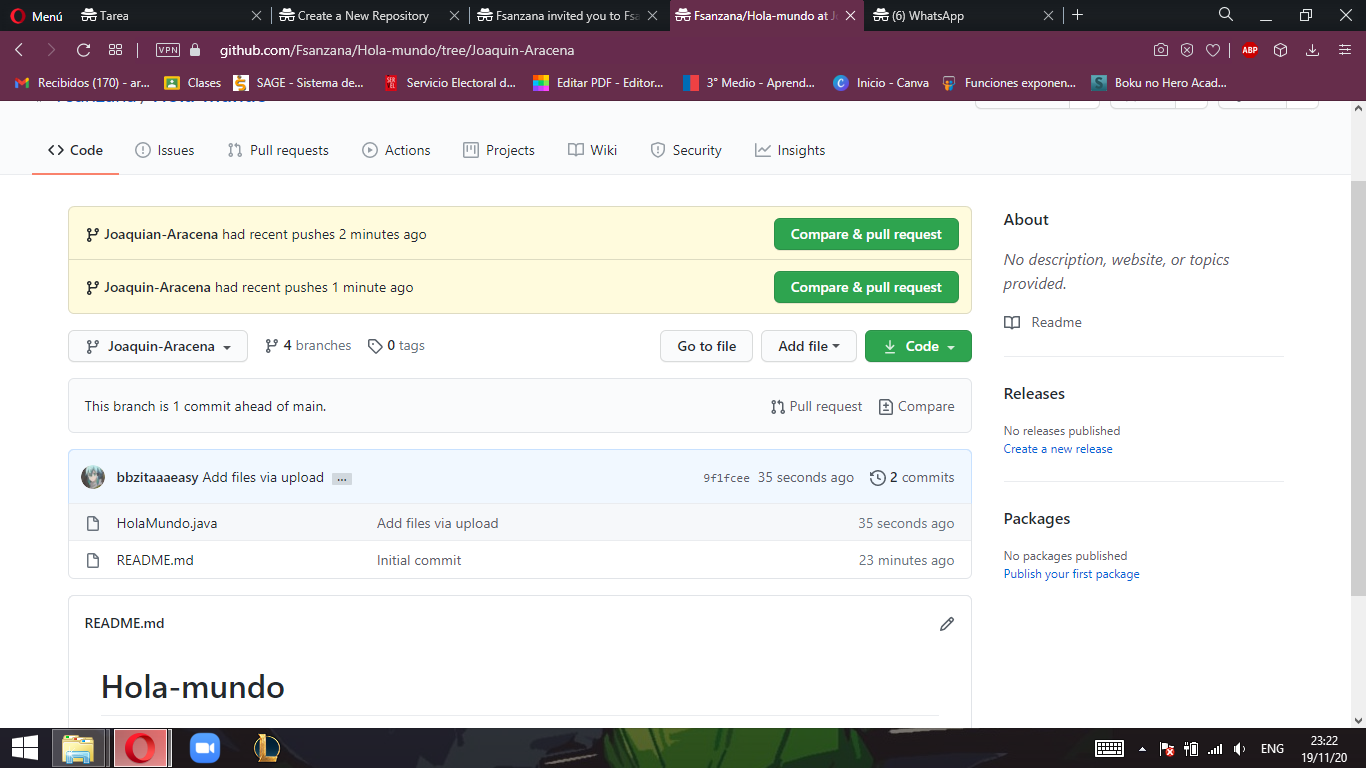 Menú
Tarea
Create a New Repository
Fsanzana invited you to Fsa
Fsanzana/Hola-mundo at J
(6) WhatsApp
VPN
github.com/Fsanzana/Hola-mundo/tree/Joaquin-Aracena
ABP
Recibidos (170) - ar...
Clases
SAGE - Sistema de...
Servicio Electoral d...
Editar PDF - Editor...
3° Medio - Aprend...
Inicio - Canva
Funciones exponen...
Boku no Hero Acad...
Fsanzana / Hola-mundo
Code
Issues
Pull requests
Actions
Projects
Wiki
Security
Insights
Joaquian-Aracena had recent pushes 2 minutes ago
Compare & pull request
Joaquin-Aracena had recent pushes 1 minute ago
Compare & pull request
Joaquin-Aracena
4 branches
0 tags
Go to file
Add file
Code
This branch is 1 commit ahead of main.
Pull request
Compare
bbzitaaaeasy Add files via upload ...
9f1fcee 35 seconds ago
2 commits
HolaMundo.java
Add files via upload
35 seconds ago
README.md
Initial commit
23 minutes ago
README.md
Hola-mundo
About
No description, website, or topics
provided.
Readme
Releases
No releases published
Create a new release
Packages
No packages published
Publish your first package
ENG
23:22
19/11/20